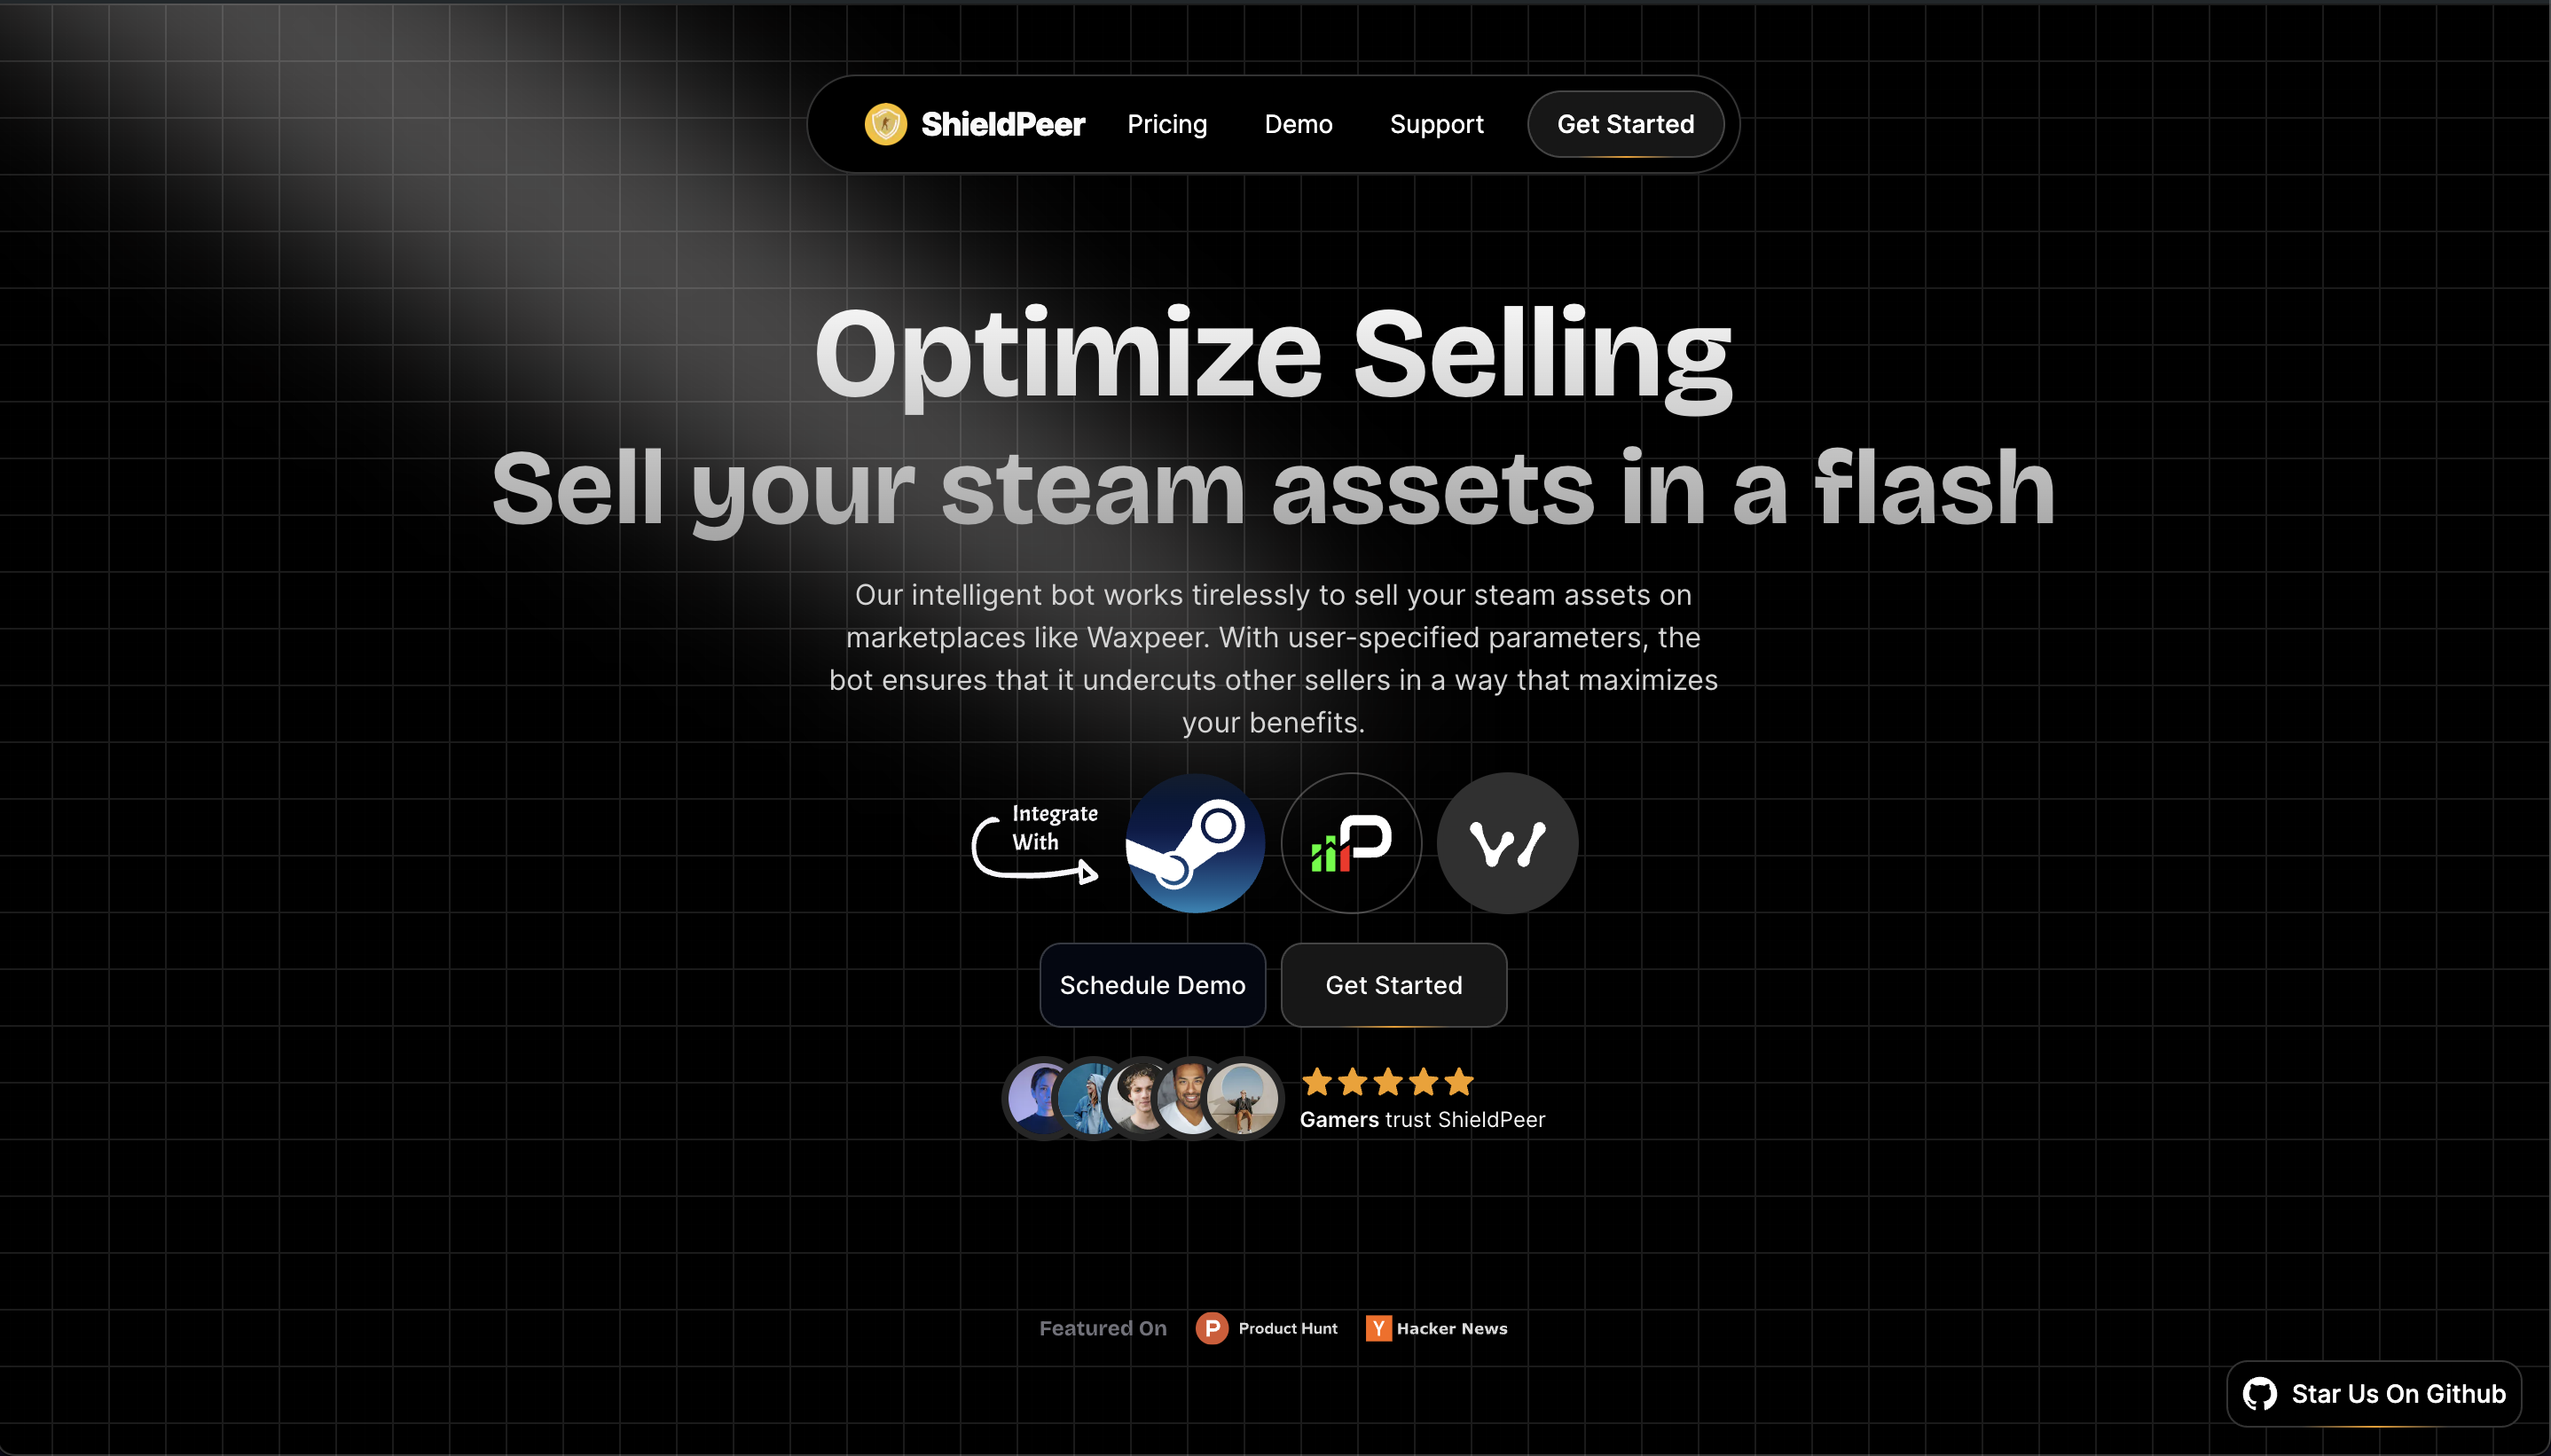 ShieldPeer Pricing Demo Support Get Started
Optimize Selling
Sell your steam assets in a flash
Our intelligent bot works tirelessly to sell your steam assets on
marketplaces like Waxpeer. With user-specified parameters, the
bot ensures that it undercuts other sellers in a way that maximizes
your benefits.
Integrate
With
Schedule Demo Get Started
Gamers trust ShieldPeer
Featured On P Product Hunt Y Hacker News
Star Us On Github